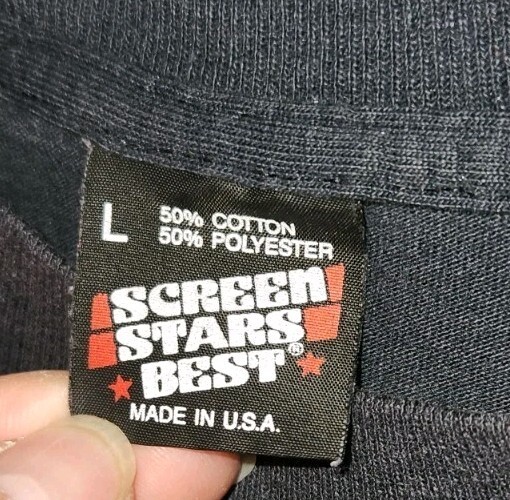 L
50% COTTON
50% POLYESTER
SCREEN
STARS
BEST®
MADE IN U.S.A.